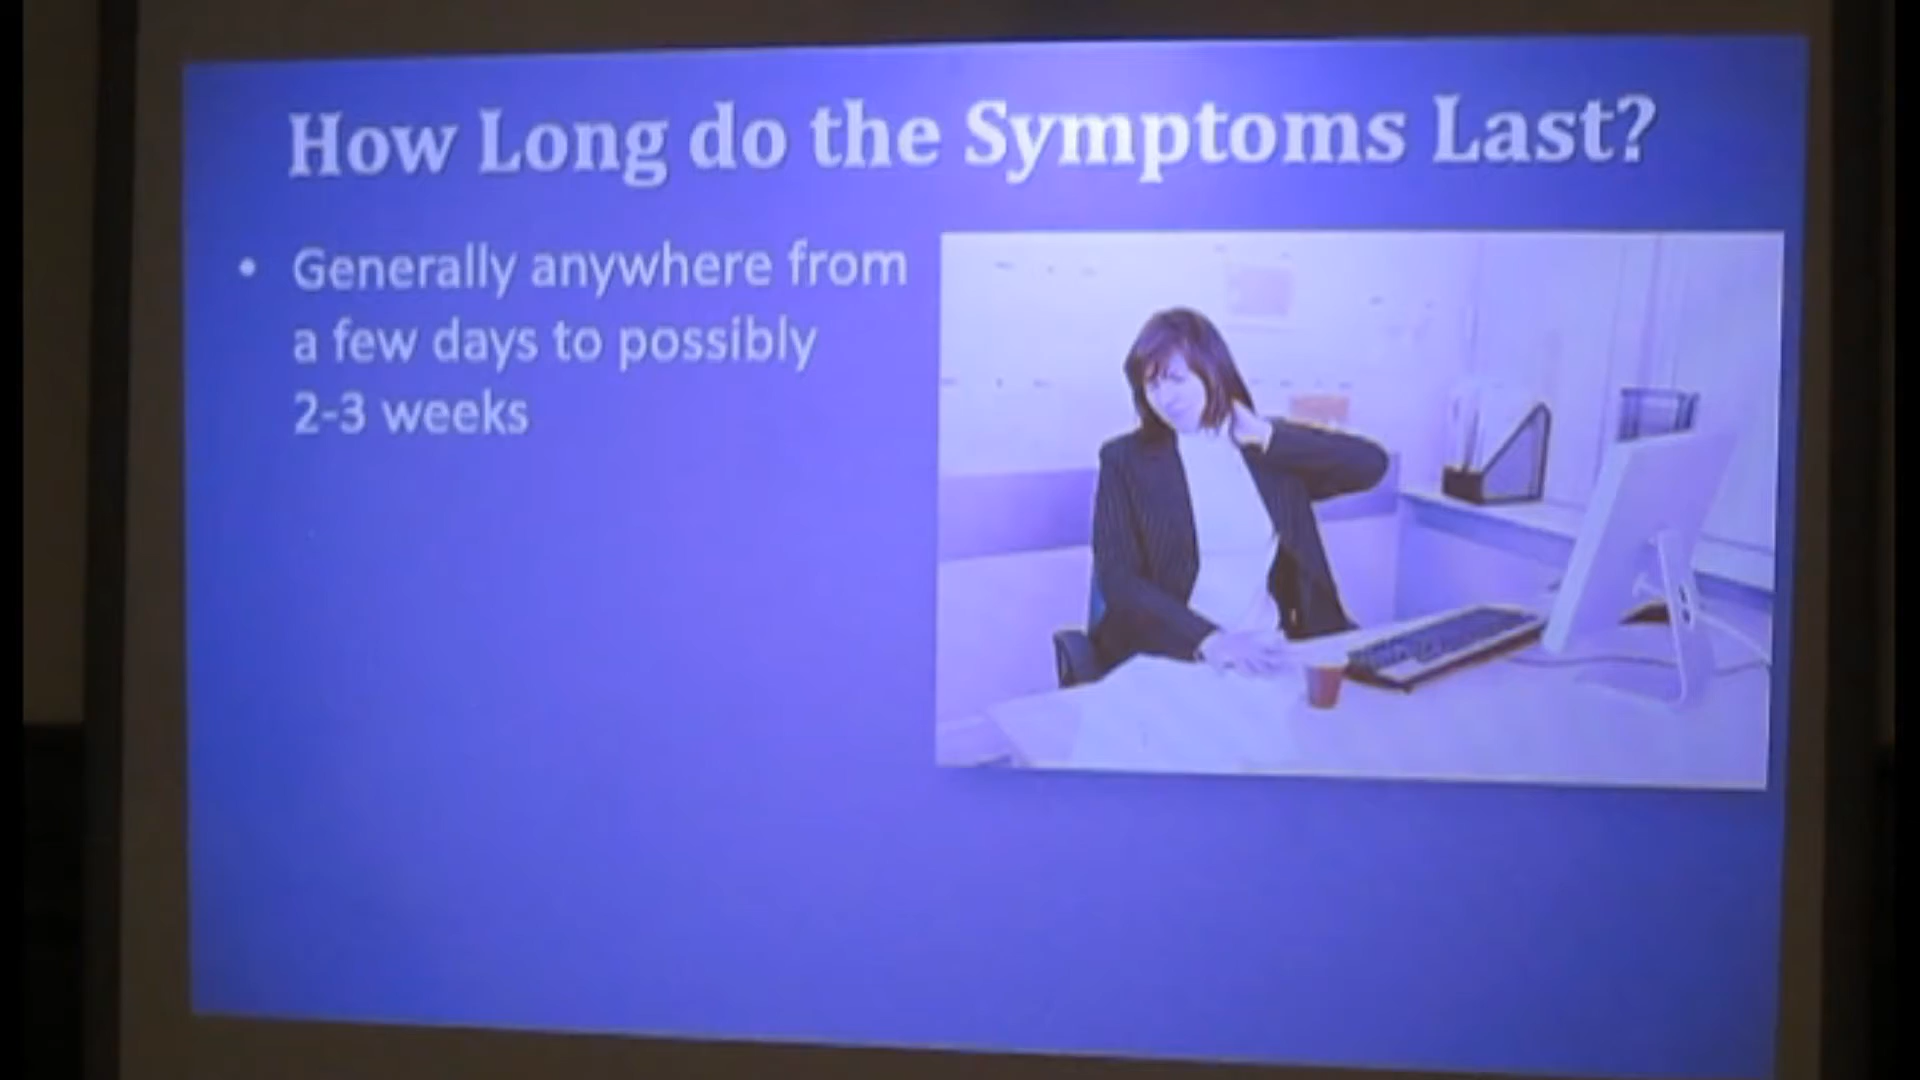 How Long do the Symptoms Last?
• Generally anywhere from
a few days to possibly
2-3 weeks